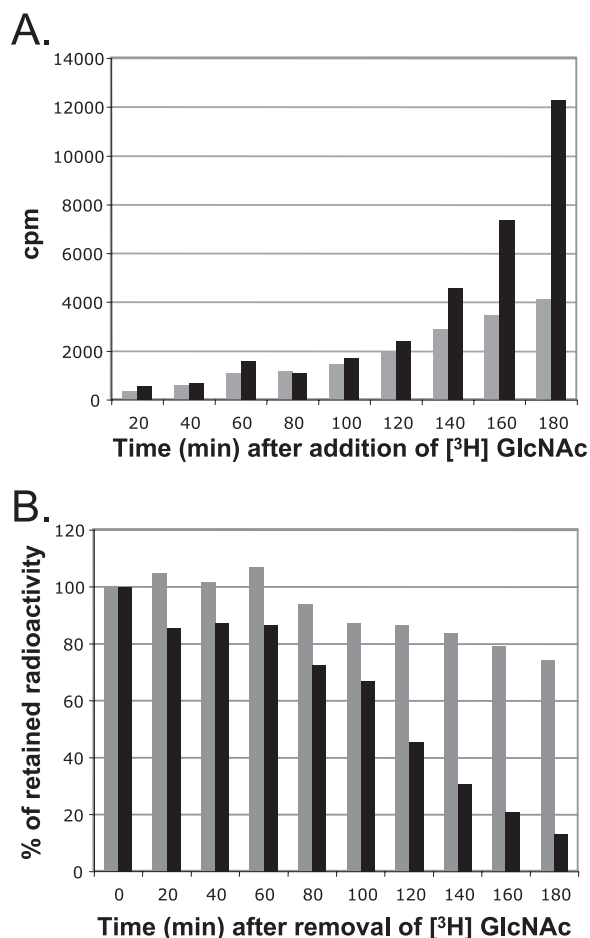 A.
14000
12000
10000
8000
6000
4000
2000
0
cpm
20 40 60 80 100 120 140 160 180
Time (min) after addition of [³H] GlcNAc
B.
120
100
80
60
40
20
0
% of retained radioactivity
0 20 40 60 80 100 120 140 160 180
Time (min) after removal of [³H] GlcNAc